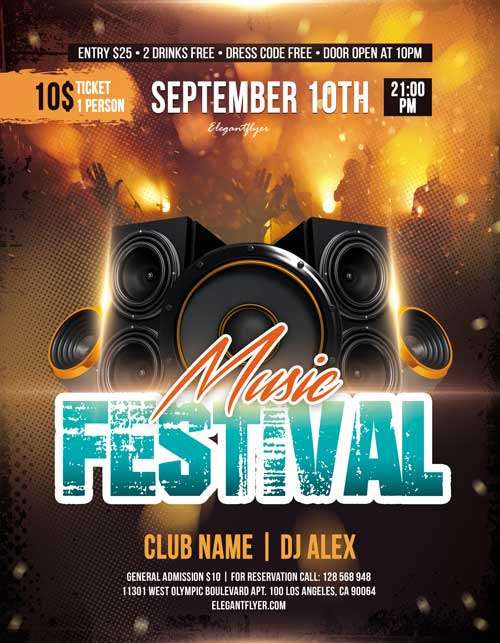 ENTRY $25 • 2 DRINKS FREE • DRESS CODE FREE • DOOR OPEN AT 10PM
10$ TICKET
1 PERSON
SEPTEMBER 10TH
21:00
PM
Elegantflyer
Music
FESTIVAL
CLUB NAME | DJ ALEX
GENERAL ADMISSION $10 | FOR RESERVATION CALL: 128 568 948
11301 WEST OLYMPIC BOULEVARD APT. 100 LOS ANGELES, CA 90064
ELEGANTFLYER.COM